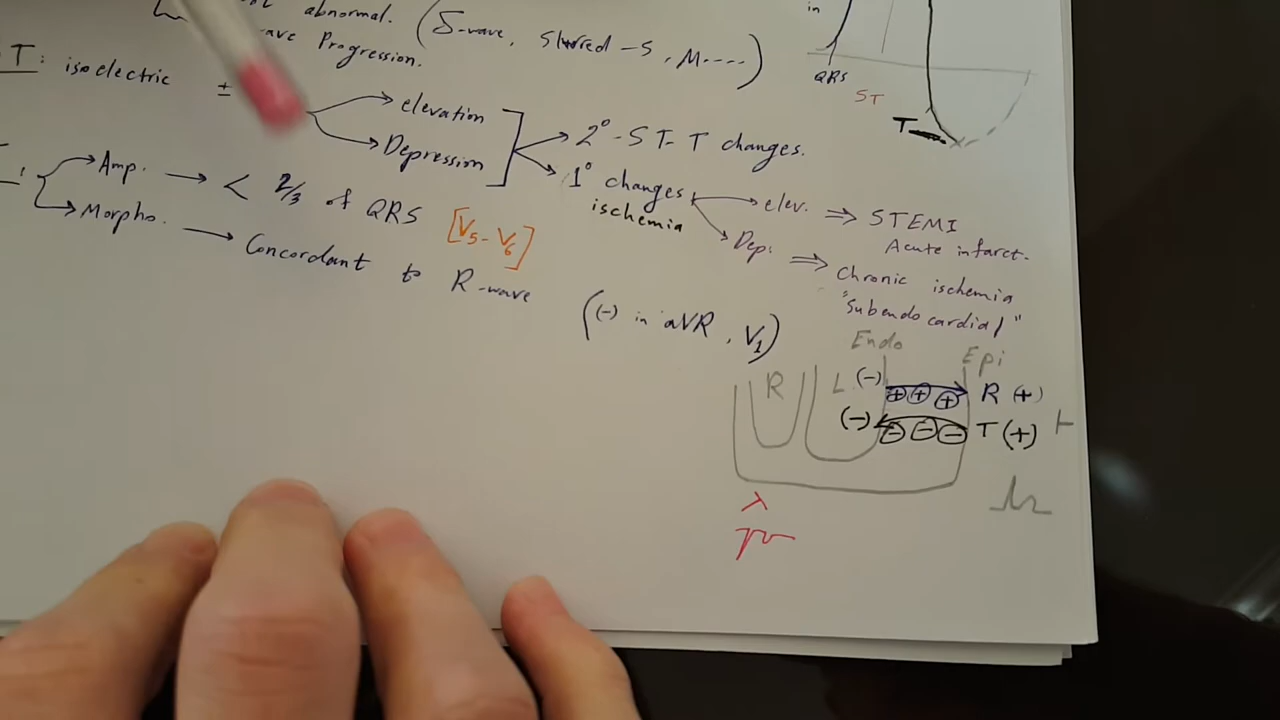 abnormal.
in
wave Progression.
(δ-wave, slurred-S, M----)
QRS
ST
T
T: isoelectric ±
elevation
Depression
2°-ST-T changes.
1° changes
ischemia
elev. ⇒ STEMI
Acute infarct.
Dep. ⇒ Chronic ischemia
"Subendocardial"
Amp. → < 2/3 of QRS [V5-V6]
Morpho. → Concordant to R-wave ((-) in aVR, V1)
Endo
Epi
R
L
(-)
+ + +
R (+)
(-)
- - -
T (+)